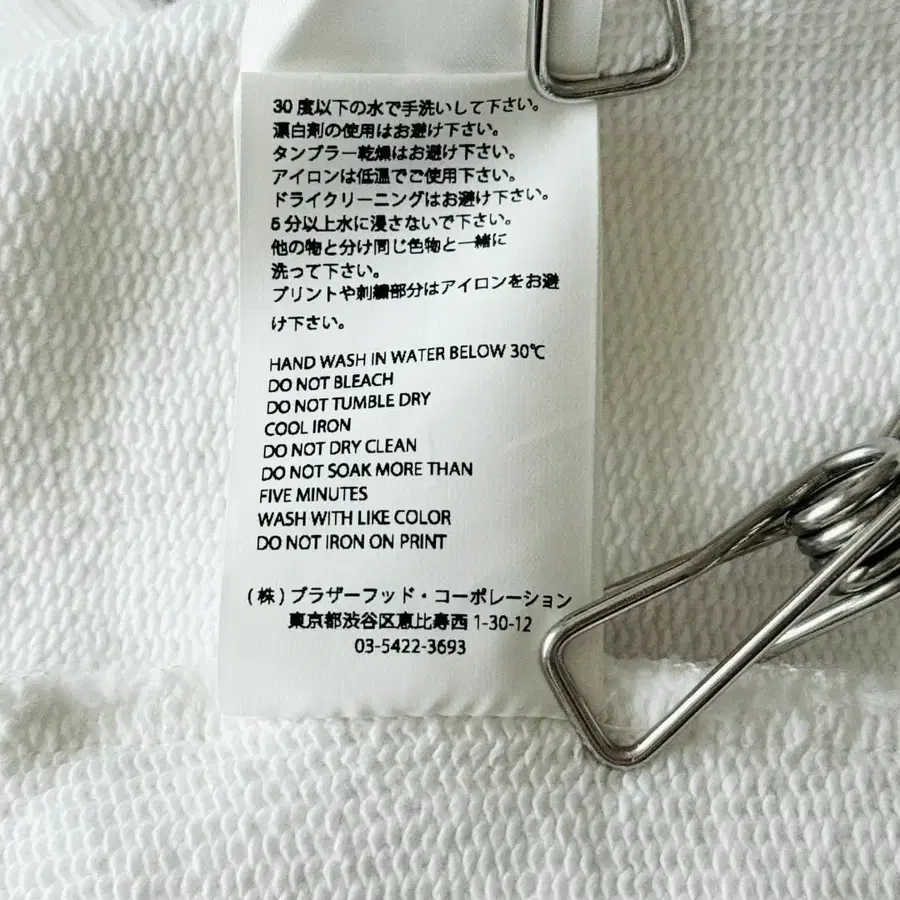 30 度以下の水で手洗いして下さい。
漂白剤の使用はお避け下さい。
タンブラー乾燥はお避け下さい。
アイロンは低温でご使用下さい。
ドライクリーニングはお避け下さい。
5 分以上水に浸さないで下さい。
他の物と分け同じ色物と一緒に
洗って下さい。
プリントや刺繍部分はアイロンをお避
け下さい。
HAND WASH IN WATER BELOW 30℃
DO NOT BLEACH
DO NOT TUMBLE DRY
COOL IRON
DO NOT DRY CLEAN
DO NOT SOAK MORE THAN
FIVE MINUTES
WASH WITH LIKE COLOR
DO NOT IRON ON PRINT
(株) ブラザーフッド・コーポレーション
東京都渋谷区恵比寿西 1-30-12
03-5422-3693